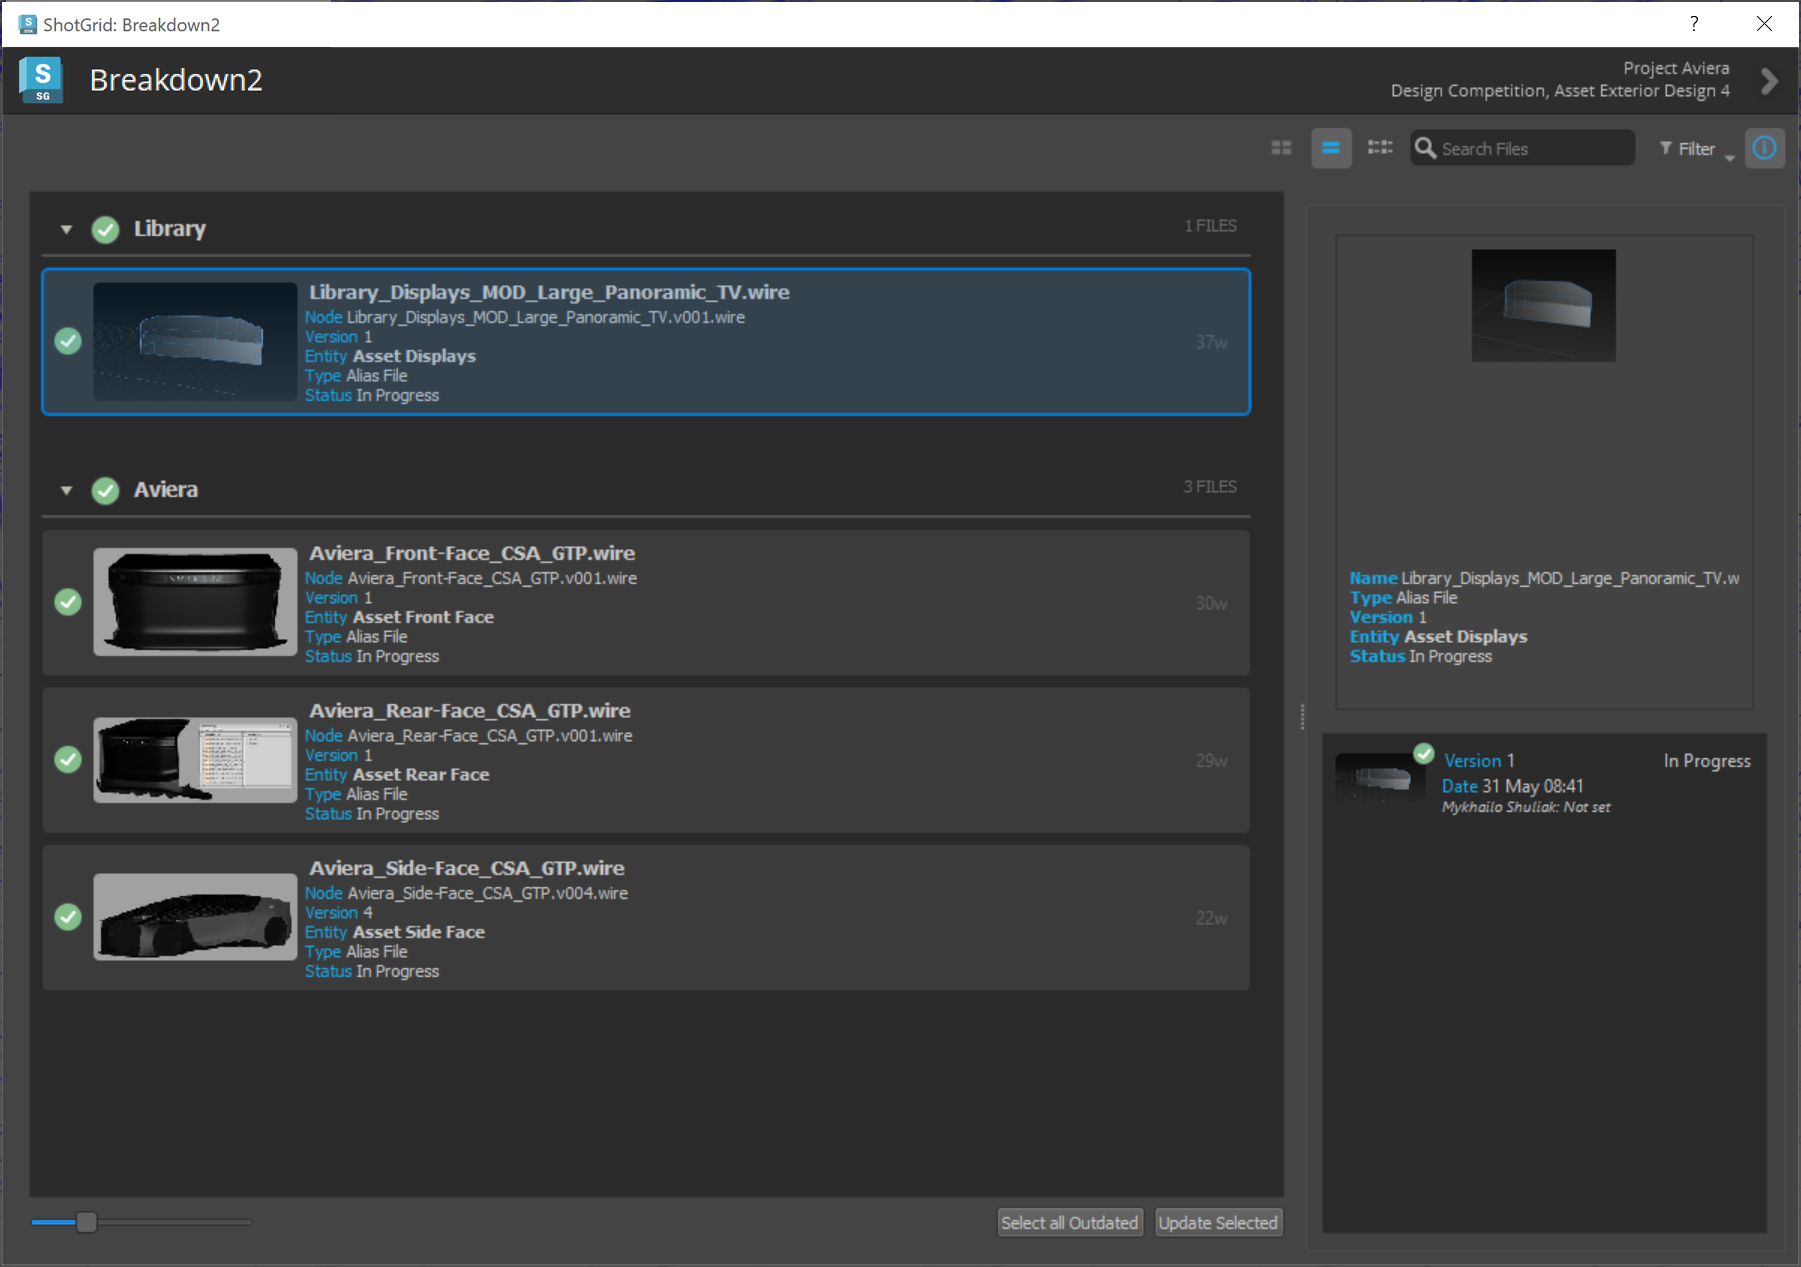 ShotGrid: Breakdown2
?
S
SG
Breakdown2
Project Aviera
Design Competition, Asset Exterior Design 4
Search Files
Filter
Library
1 FILES
Library_Displays_MOD_Large_Panoramic_TV.wire
Node Library_Displays_MOD_Large_Panoramic_TV.v001.wire
Version 1
Entity Asset Displays
Type Alias File
Status In Progress
37w
Aviera
3 FILES
Aviera_Front-Face_CSA_GTP.wire
Node Aviera_Front-Face_CSA_GTP.v001.wire
Version 1
Entity Asset Front Face
Type Alias File
Status In Progress
30w
Aviera_Rear-Face_CSA_GTP.wire
Node Aviera_Rear-Face_CSA_GTP.v001.wire
Version 1
Entity Asset Rear Face
Type Alias File
Status In Progress
29w
Aviera_Side-Face_CSA_GTP.wire
Node Aviera_Side-Face_CSA_GTP.v004.wire
Version 4
Entity Asset Side Face
Type Alias File
Status In Progress
22w
Select all Outdated
Update Selected
Name Library_Displays_MOD_Large_Panoramic_TV.w
Type Alias File
Version 1
Entity Asset Displays
Status In Progress
Version 1
In Progress
Date 31 May 08:41
Mykhailo Shuliak: Not set